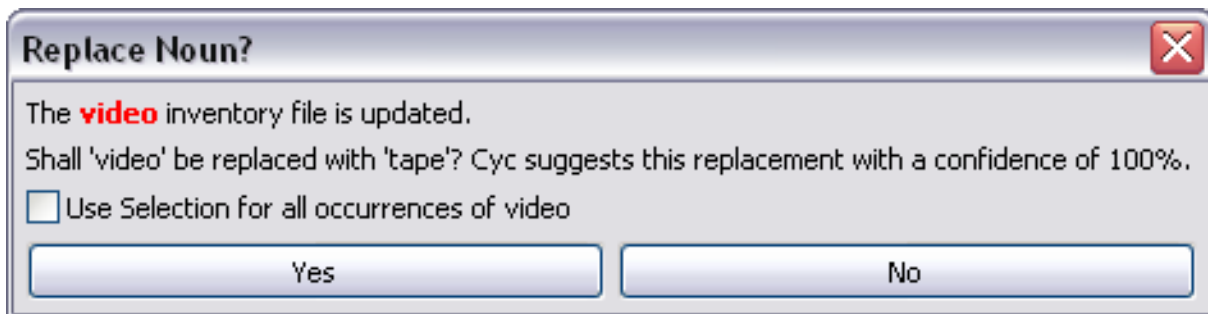 Replace Noun?
The video inventory file is updated.
Shall 'video' be replaced with 'tape'? Cyc suggests this replacement with a confidence of 100%.
Use Selection for all occurrences of video
Yes No